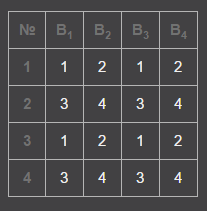 № B₁ B₂ B₃ B₄
1 1 2 1 2
2 3 4 3 4
3 1 2 1 2
4 3 4 3 4